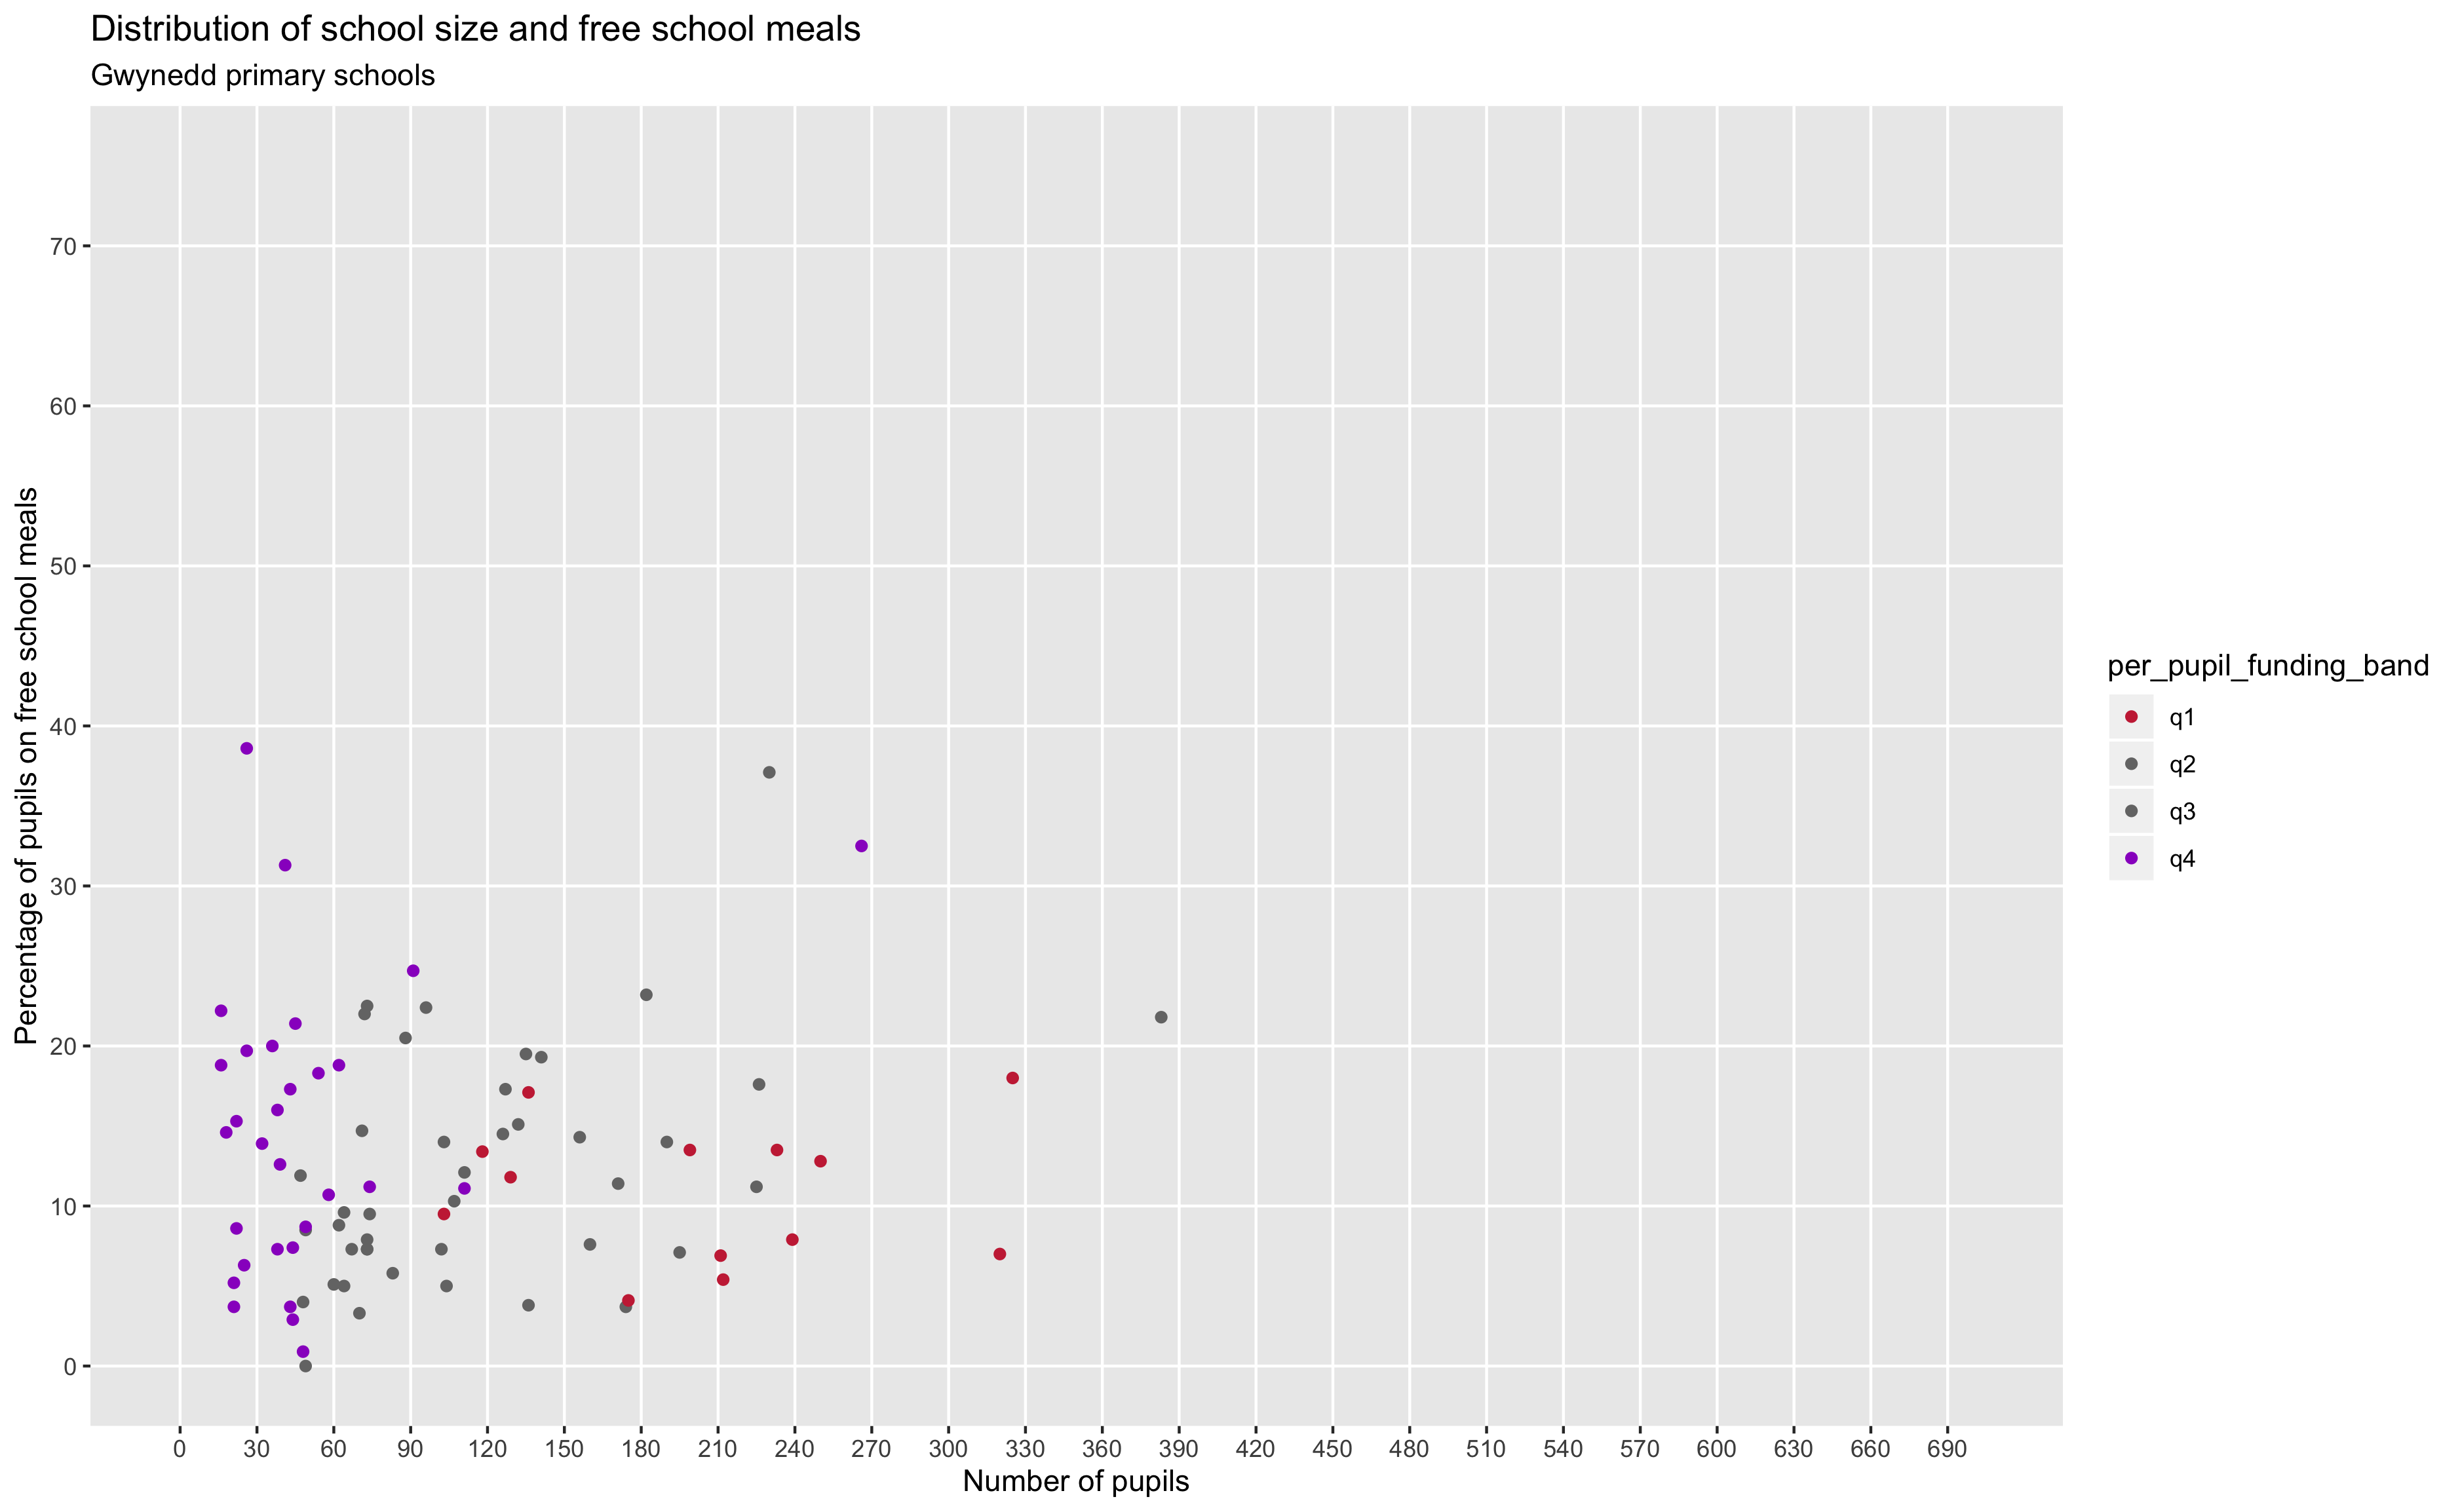 Distribution of school size and free school meals
Gwynedd primary schools
Percentage of pupils on free school meals
70
60
50
40
30
20
10
0
0 30 60 90 120 150 180 210 240 270 300 330 360 390 420 450 480 510 540 570 600 630 660 690
Number of pupils
per_pupil_funding_band
q1
q2
q3
q4